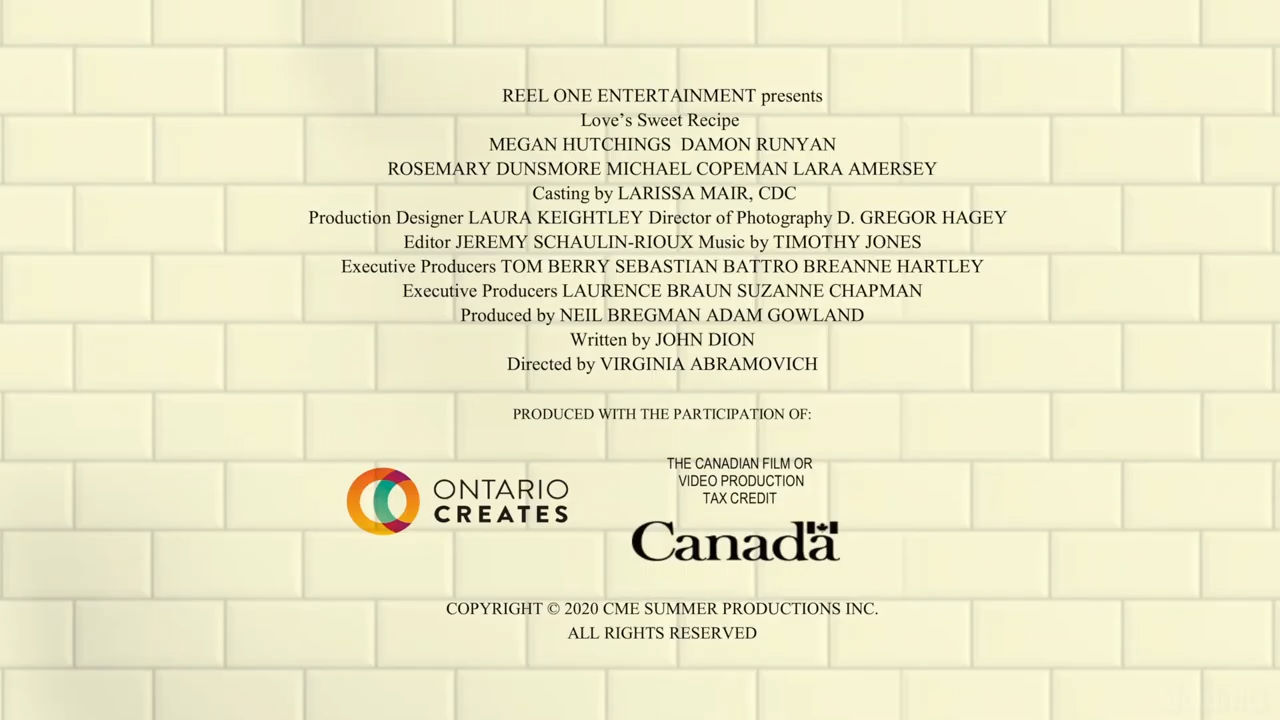 REEL ONE ENTERTAINMENT presents
Love's Sweet Recipe
MEGAN HUTCHINGS DAMON RUNYAN
ROSEMARY DUNSMORE MICHAEL COPEMAN LARA AMERSEY
Casting by LARISSA MAIR, CDC
Production Designer LAURA KEIGHTLEY Director of Photography D. GREGOR HAGEY
Editor JEREMY SCHAULIN-RIOUX Music by TIMOTHY JONES
Executive Producers TOM BERRY SEBASTIAN BATTRO BREANNE HARTLEY
Executive Producers LAURENCE BRAUN SUZANNE CHAPMAN
Produced by NEIL BREGMAN ADAM GOWLAND
Written by JOHN DION
Directed by VIRGINIA ABRAMOVICH
PRODUCED WITH THE PARTICIPATION OF:
ONTARIO
CREATES
THE CANADIAN FILM OR
VIDEO PRODUCTION
TAX CREDIT
Canada
COPYRIGHT © 2020 CME SUMMER PRODUCTIONS INC.
ALL RIGHTS RESERVED